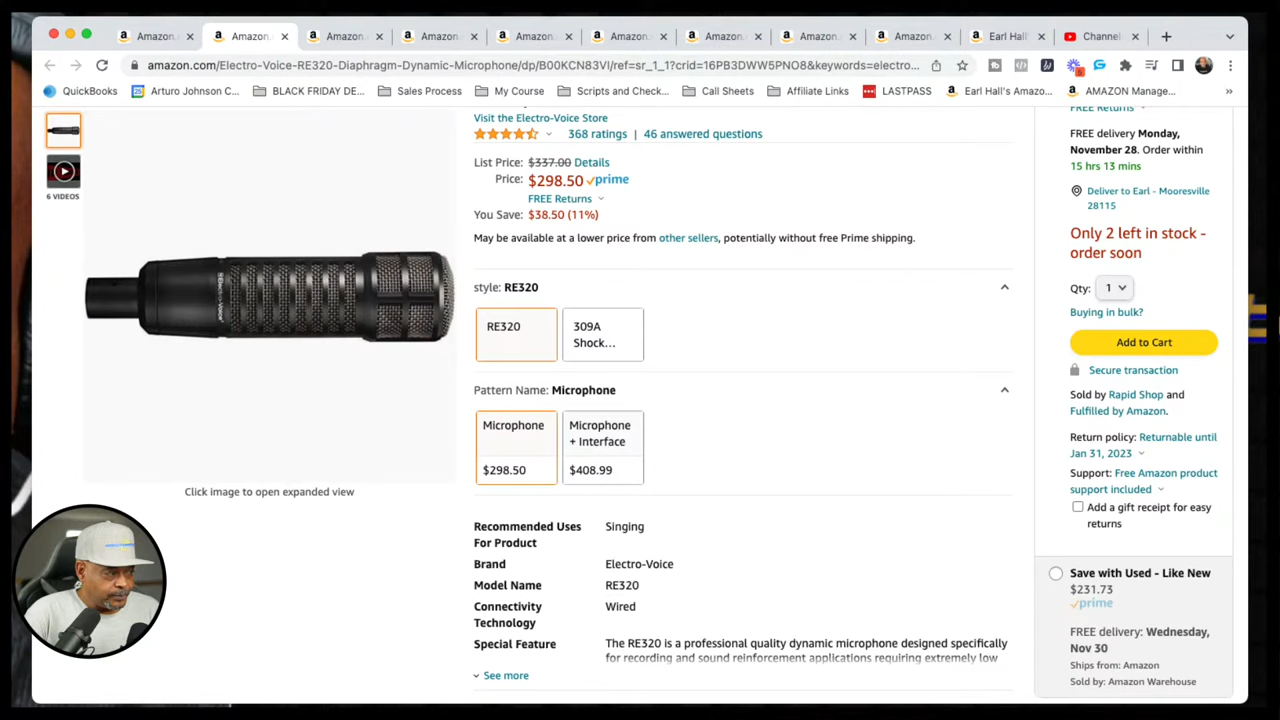 Amazon.
Amazon.
Amazon.
Amazon.
Amazon.
Amazon.
Amazon.
Amazon.
Amazon.
Earl Hall'
Channel
amazon.com/Electro-Voice-RE320-Diaphragm-Dynamic-Microphone/dp/B00KCN83VI/ref=sr_1_1?crid=16PB3DWW5PNO8&keywords=electro...
QuickBooks
Arturo Johnson C...
BLACK FRIDAY DE...
Sales Process
My Course
Scripts and Check...
Call Sheets
Affiliate Links
LASTPASS
Earl Hall's Amazo...
AMAZON Manage...
»
6 VIDEOS
Electro-Voice
Click image to open expanded view
Visit the Electro-Voice Store
368 ratings | 46 answered questions
List Price: $337.00 Details
Price: $298.50 prime
FREE Returns
You Save: $38.50 (11%)
May be available at a lower price from other sellers, potentially without free Prime shipping.
style: RE320
RE320
309A
Shock...
Pattern Name: Microphone
Microphone
$298.50
Microphone
+ Interface
$408.99
Recommended Uses For Product Singing
Brand Electro-Voice
Model Name RE320
Connectivity Technology Wired
Special Feature The RE320 is a professional quality dynamic microphone designed specifically
for recording and sound reinforcement applications requiring extremely low
See more
FREE Returns
FREE delivery Monday,
November 28. Order within
15 hrs 13 mins
Deliver to Earl - Mooresville
28115
Only 2 left in stock -
order soon
Qty: 1
Buying in bulk?
Add to Cart
Secure transaction
Sold by Rapid Shop and
Fulfilled by Amazon.
Return policy: Returnable until
Jan 31, 2023
Support: Free Amazon product
support included
Add a gift receipt for easy
returns
Save with Used - Like New
$231.73
prime
FREE delivery: Wednesday,
Nov 30
Ships from: Amazon
Sold by: Amazon Warehouse